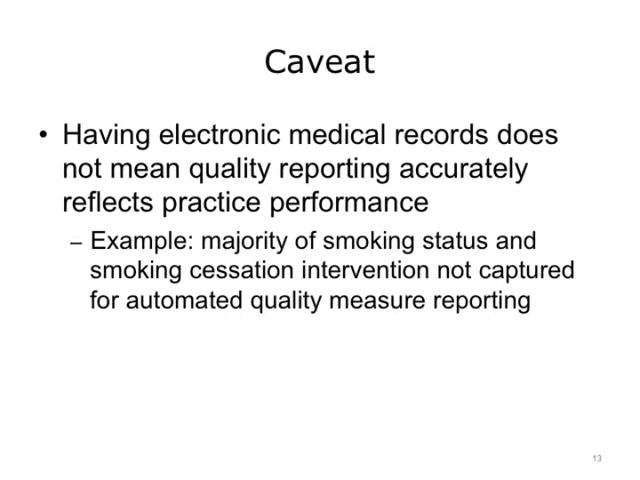 Caveat
• Having electronic medical records does
not mean quality reporting accurately
reflects practice performance
– Example: majority of smoking status and
smoking cessation intervention not captured
for automated quality measure reporting
13